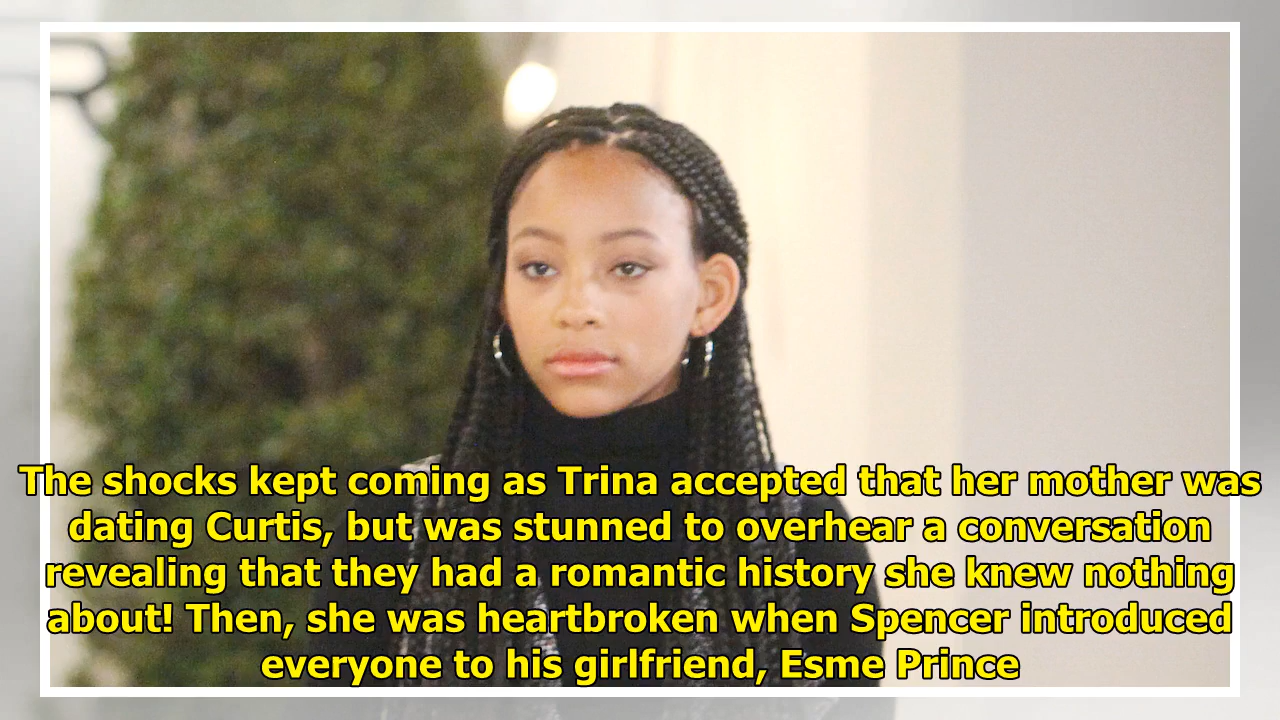 The shocks kept coming as Trina accepted that her mother was
dating Curtis, but was stunned to overhear a conversation
revealing that they had a romantic history she knew nothing
about! Then, she was heartbroken when Spencer introduced
everyone to his girlfriend, Esme Prince